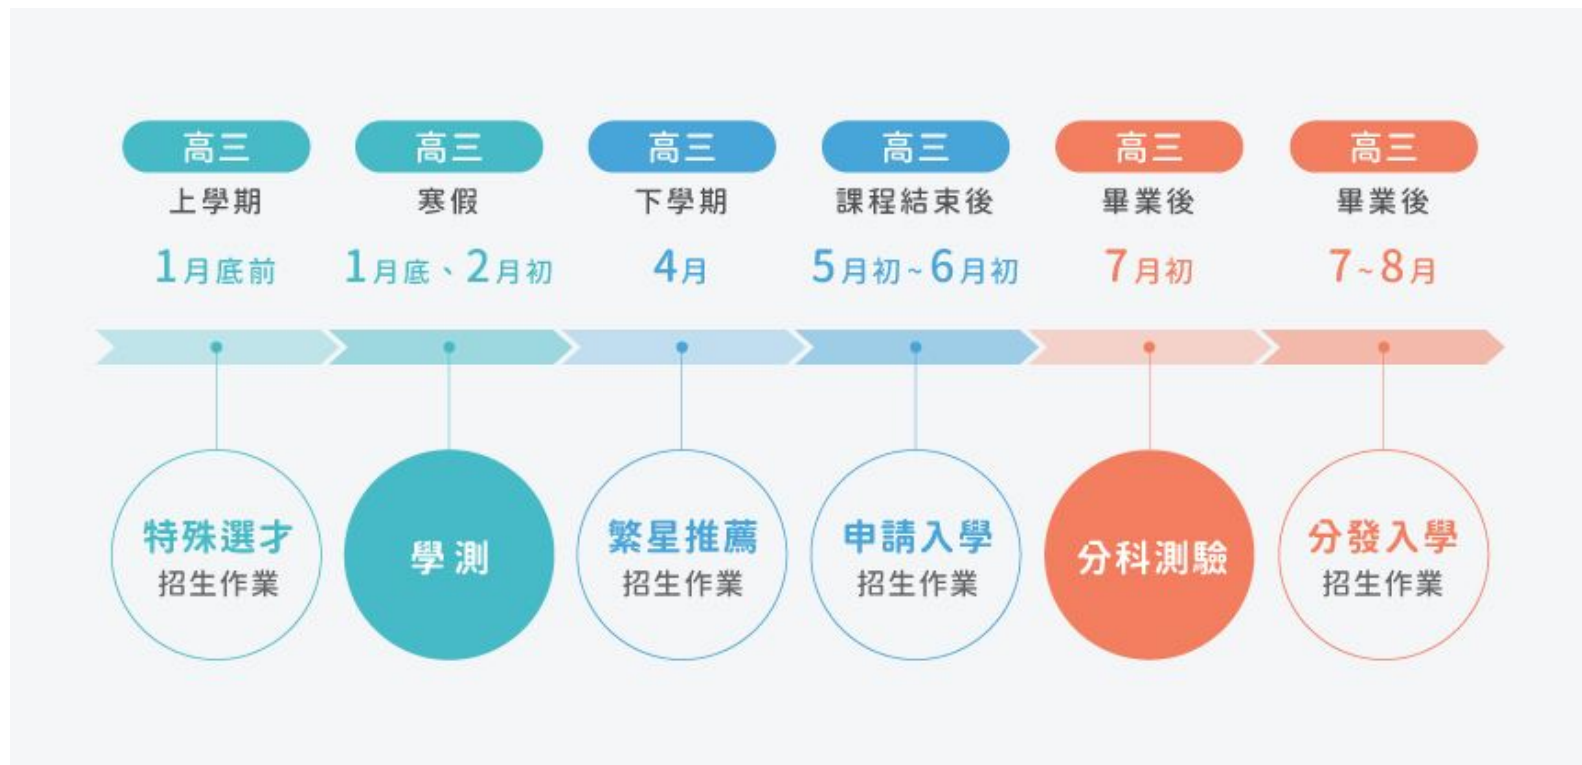 高三
上學期
1月底前
特殊選才
招生作業
高三
寒假
1月底、2月初
學測
高三
下學期
4月
繁星推薦
招生作業
高三
課程結束後
5月初~6月初
申請入學
招生作業
高三
畢業後
7月初
分科測驗
高三
畢業後
7~8月
分發入學
招生作業